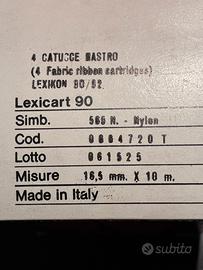 4 CATUCCE NASTRO
(4 Fabric ribbon cartridges)
LEXIKON 90/92
Lexicart 90
Simb. 565 N. - Nylon
Cod. 0664720 T
Lotto 061525
Misure 16,5 mm. X 10 m.
Made in Italy
subito